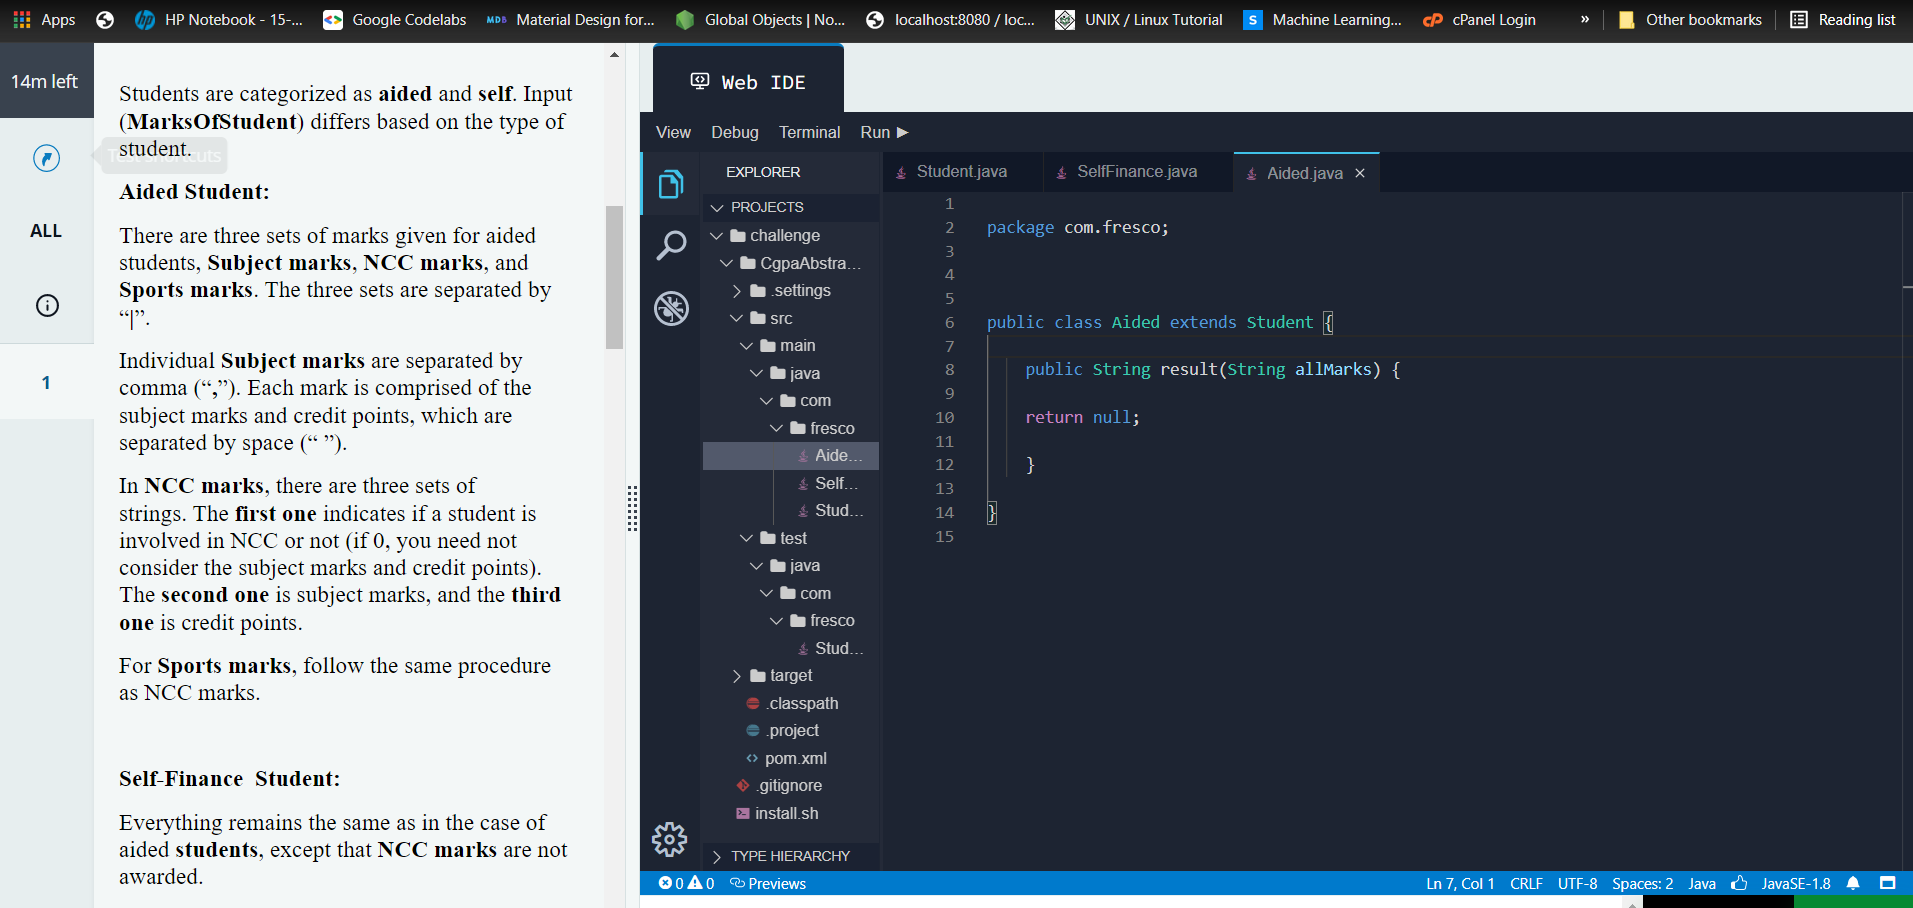 Apps HP Notebook - 15-... Google Codelabs MDB Material Design for... Global Objects | No... localhost:8080 / loc... UNIX / Linux Tutorial S Machine Learning... cP cPanel Login » Other bookmarks Reading list
14m left
ALL
1
Students are categorized as aided and self. Input
(MarksOfStudent) differs based on the type of
student.
Test shortcuts
Aided Student:
There are three sets of marks given for aided
students, Subject marks, NCC marks, and
Sports marks. The three sets are separated by
“|”.
Individual Subject marks are separated by
comma (“,”). Each mark is comprised of the
subject marks and credit points, which are
separated by space (“ ”).
In NCC marks, there are three sets of
strings. The first one indicates if a student is
involved in NCC or not (if 0, you need not
consider the subject marks and credit points).
The second one is subject marks, and the third
one is credit points.
For Sports marks, follow the same procedure
as NCC marks.
Self-Finance Student:
Everything remains the same as in the case of
aided students, except that NCC marks are not
awarded.
Web IDE
View Debug Terminal Run ▶
EXPLORER
PROJECTS
challenge
CgpaAbstra...
.settings
src
main
java
com
fresco
Aide...
Self...
Stud...
test
java
com
fresco
Stud...
target
.classpath
.project
pom.xml
.gitignore
install.sh
TYPE HIERARCHY
Student.java SelfFinance.java Aided.java ×
1
2 package com.fresco;
3
4
5
6 public class Aided extends Student {
7
8 public String result(String allMarks) {
9
10 return null;
11
12 }
13
14 }
15
0 0 Previews Ln 7, Col 1 CRLF UTF-8 Spaces: 2 Java JavaSE-1.8